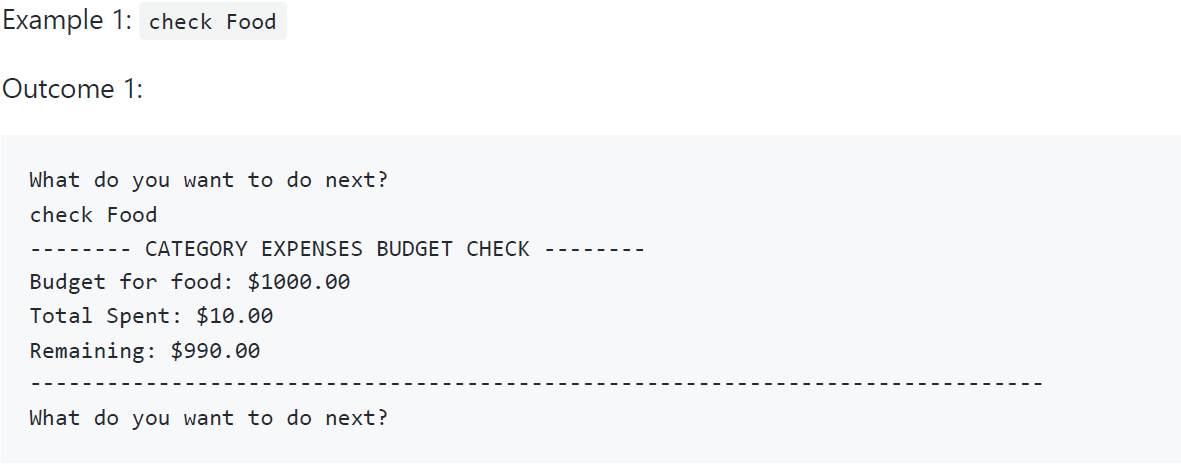 Example 1: check Food
Outcome 1:
What do you want to do next?
check Food
-------- CATEGORY EXPENSES BUDGET CHECK --------
Budget for food: $1000.00
Total Spent: $10.00
Remaining: $990.00
-------------------------------------------------------------------------------
What do you want to do next?